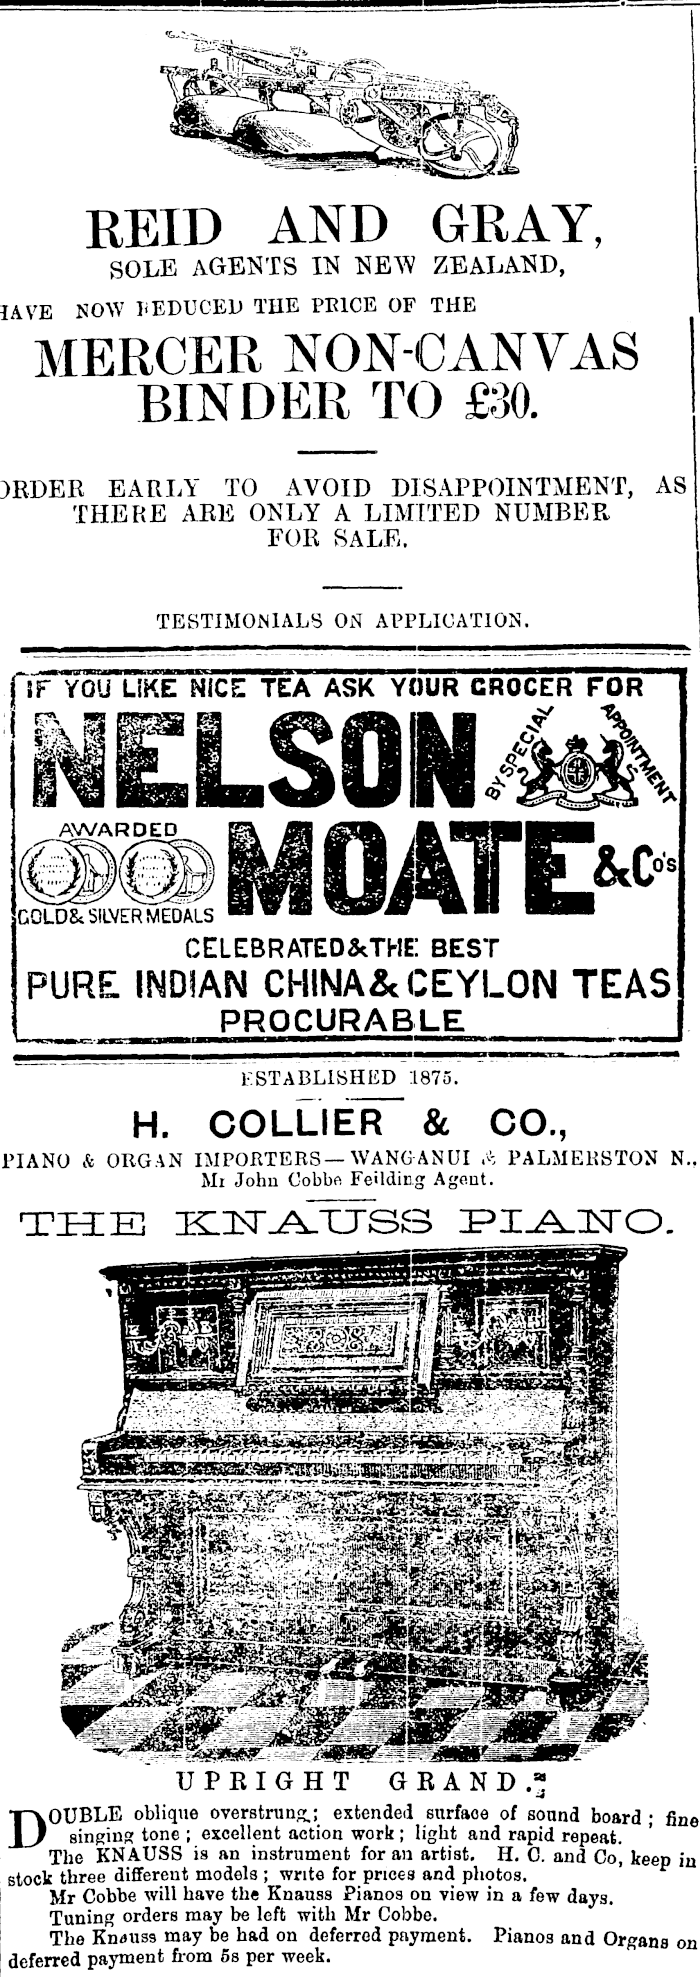 REID AND GRAY,
SOLE AGENTS IN NEW ZEALAND,
HAVE NOW REDUCED THE PRICE OF THE
MERCER NON-CANVAS
BINDER TO £30.
ORDER EARLY TO AVOID DISAPPOINTMENT, AS
THERE ARE ONLY A LIMITED NUMBER
FOR SALE.
TESTIMONIALS ON APPLICATION.
IF YOU LIKE NICE TEA ASK YOUR GROCER FOR
NELSON
BY SPECIAL APPOINTMENT
AWARDED
GOLD & SILVER MEDALS
MOATE & Co's
CELEBRATED & THE BEST
PURE INDIAN CHINA & CEYLON TEAS
PROCURABLE
ESTABLISHED 1875.
H. COLLIER & CO.,
PIANO & ORGAN IMPORTERS—WANGANUI & PALMERSTON N.,
Mr John Cobbe Feilding Agent.
THE KNAUSS PIANO.
UPRIGHT GRAND.
DOUBLE oblique overstrung; extended surface of sound board; fine
singing tone; excellent action work; light and rapid repeat.
The KNAUSS is an instrument for an artist. H. C. and Co, keep in
stock three different models; write for prices and photos.
Mr Cobbe will have the Knauss Pianos on view in a few days.
Tuning orders may be left with Mr Cobbe.
The Knauss may be had on deferred payment. Pianos and Organs on
deferred payment from 5s per week.